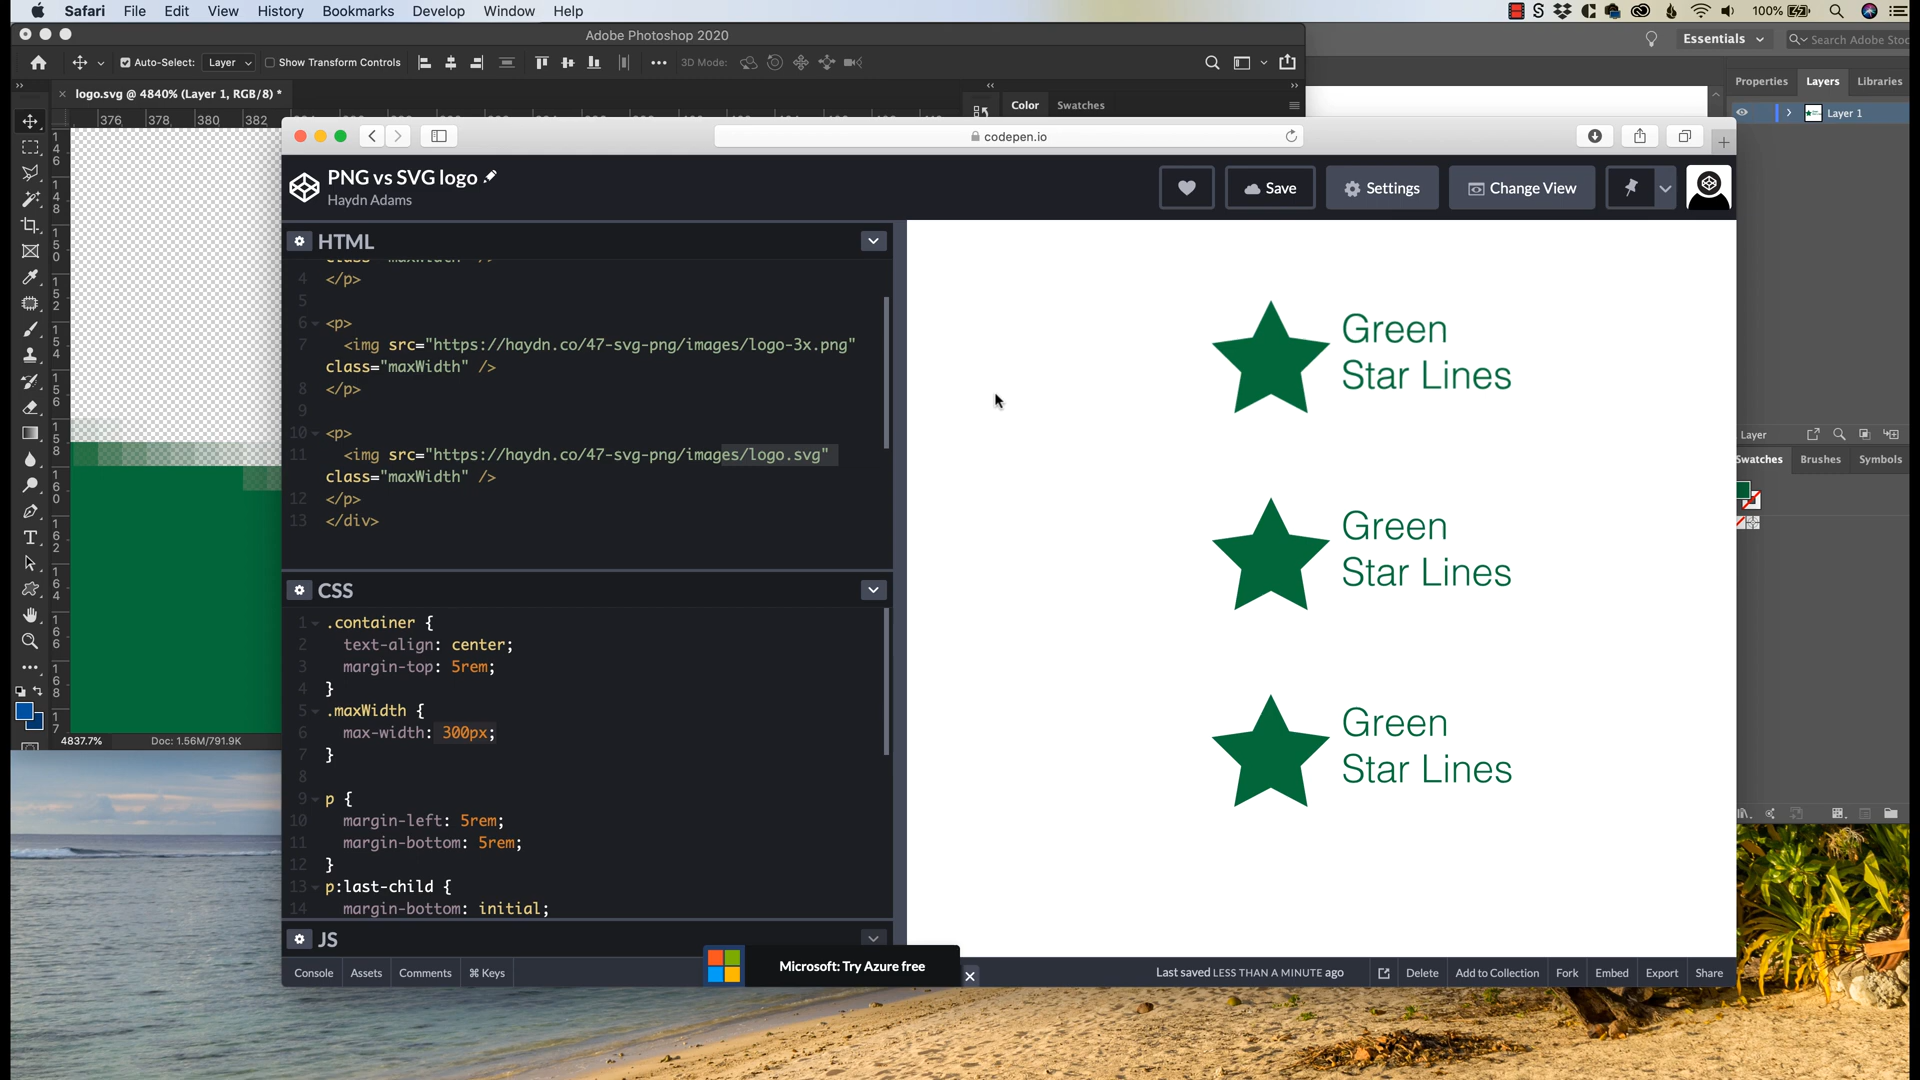 Safari File Edit View History Bookmarks Develop Window Help 100%
Adobe Photoshop 2020
Essentials
Search Adobe Stoc
Auto-Select: Layer Show Transform Controls 3D Mode:
logo.svg @ 4840% (Layer 1, RGB/8) *
Color Swatches
Properties Layers Libraries
376 378 380 382
Layer 1
codepen.io
PNG vs SVG logo
Haydn Adams
Save Settings Change View
HTML
4 </p>
5
6 <p>
7 <img src="https://haydn.co/47-svg-png/images/logo-3x.png"
class="maxWidth" />
8 </p>
9
10 <p>
11 <img src="https://haydn.co/47-svg-png/images/logo.svg"
class="maxWidth" />
12 </p>
13 </div>
CSS
1 .container {
2 text-align: center;
3 margin-top: 5rem;
4 }
5 .maxWidth {
6 max-width: 300px;
7 }
8
9 p {
10 margin-left: 5rem;
11 margin-bottom: 5rem;
12 }
13 p:last-child {
14 margin-bottom: initial;
JS
Green
Star Lines
Green
Star Lines
Green
Star Lines
Layer
Swatches Brushes Symbols
4837.7% Doc: 1.56M/791.9K
Console Assets Comments ⌘ Keys
Microsoft: Try Azure free
Last saved LESS THAN A MINUTE ago Delete Add to Collection Fork Embed Export Share